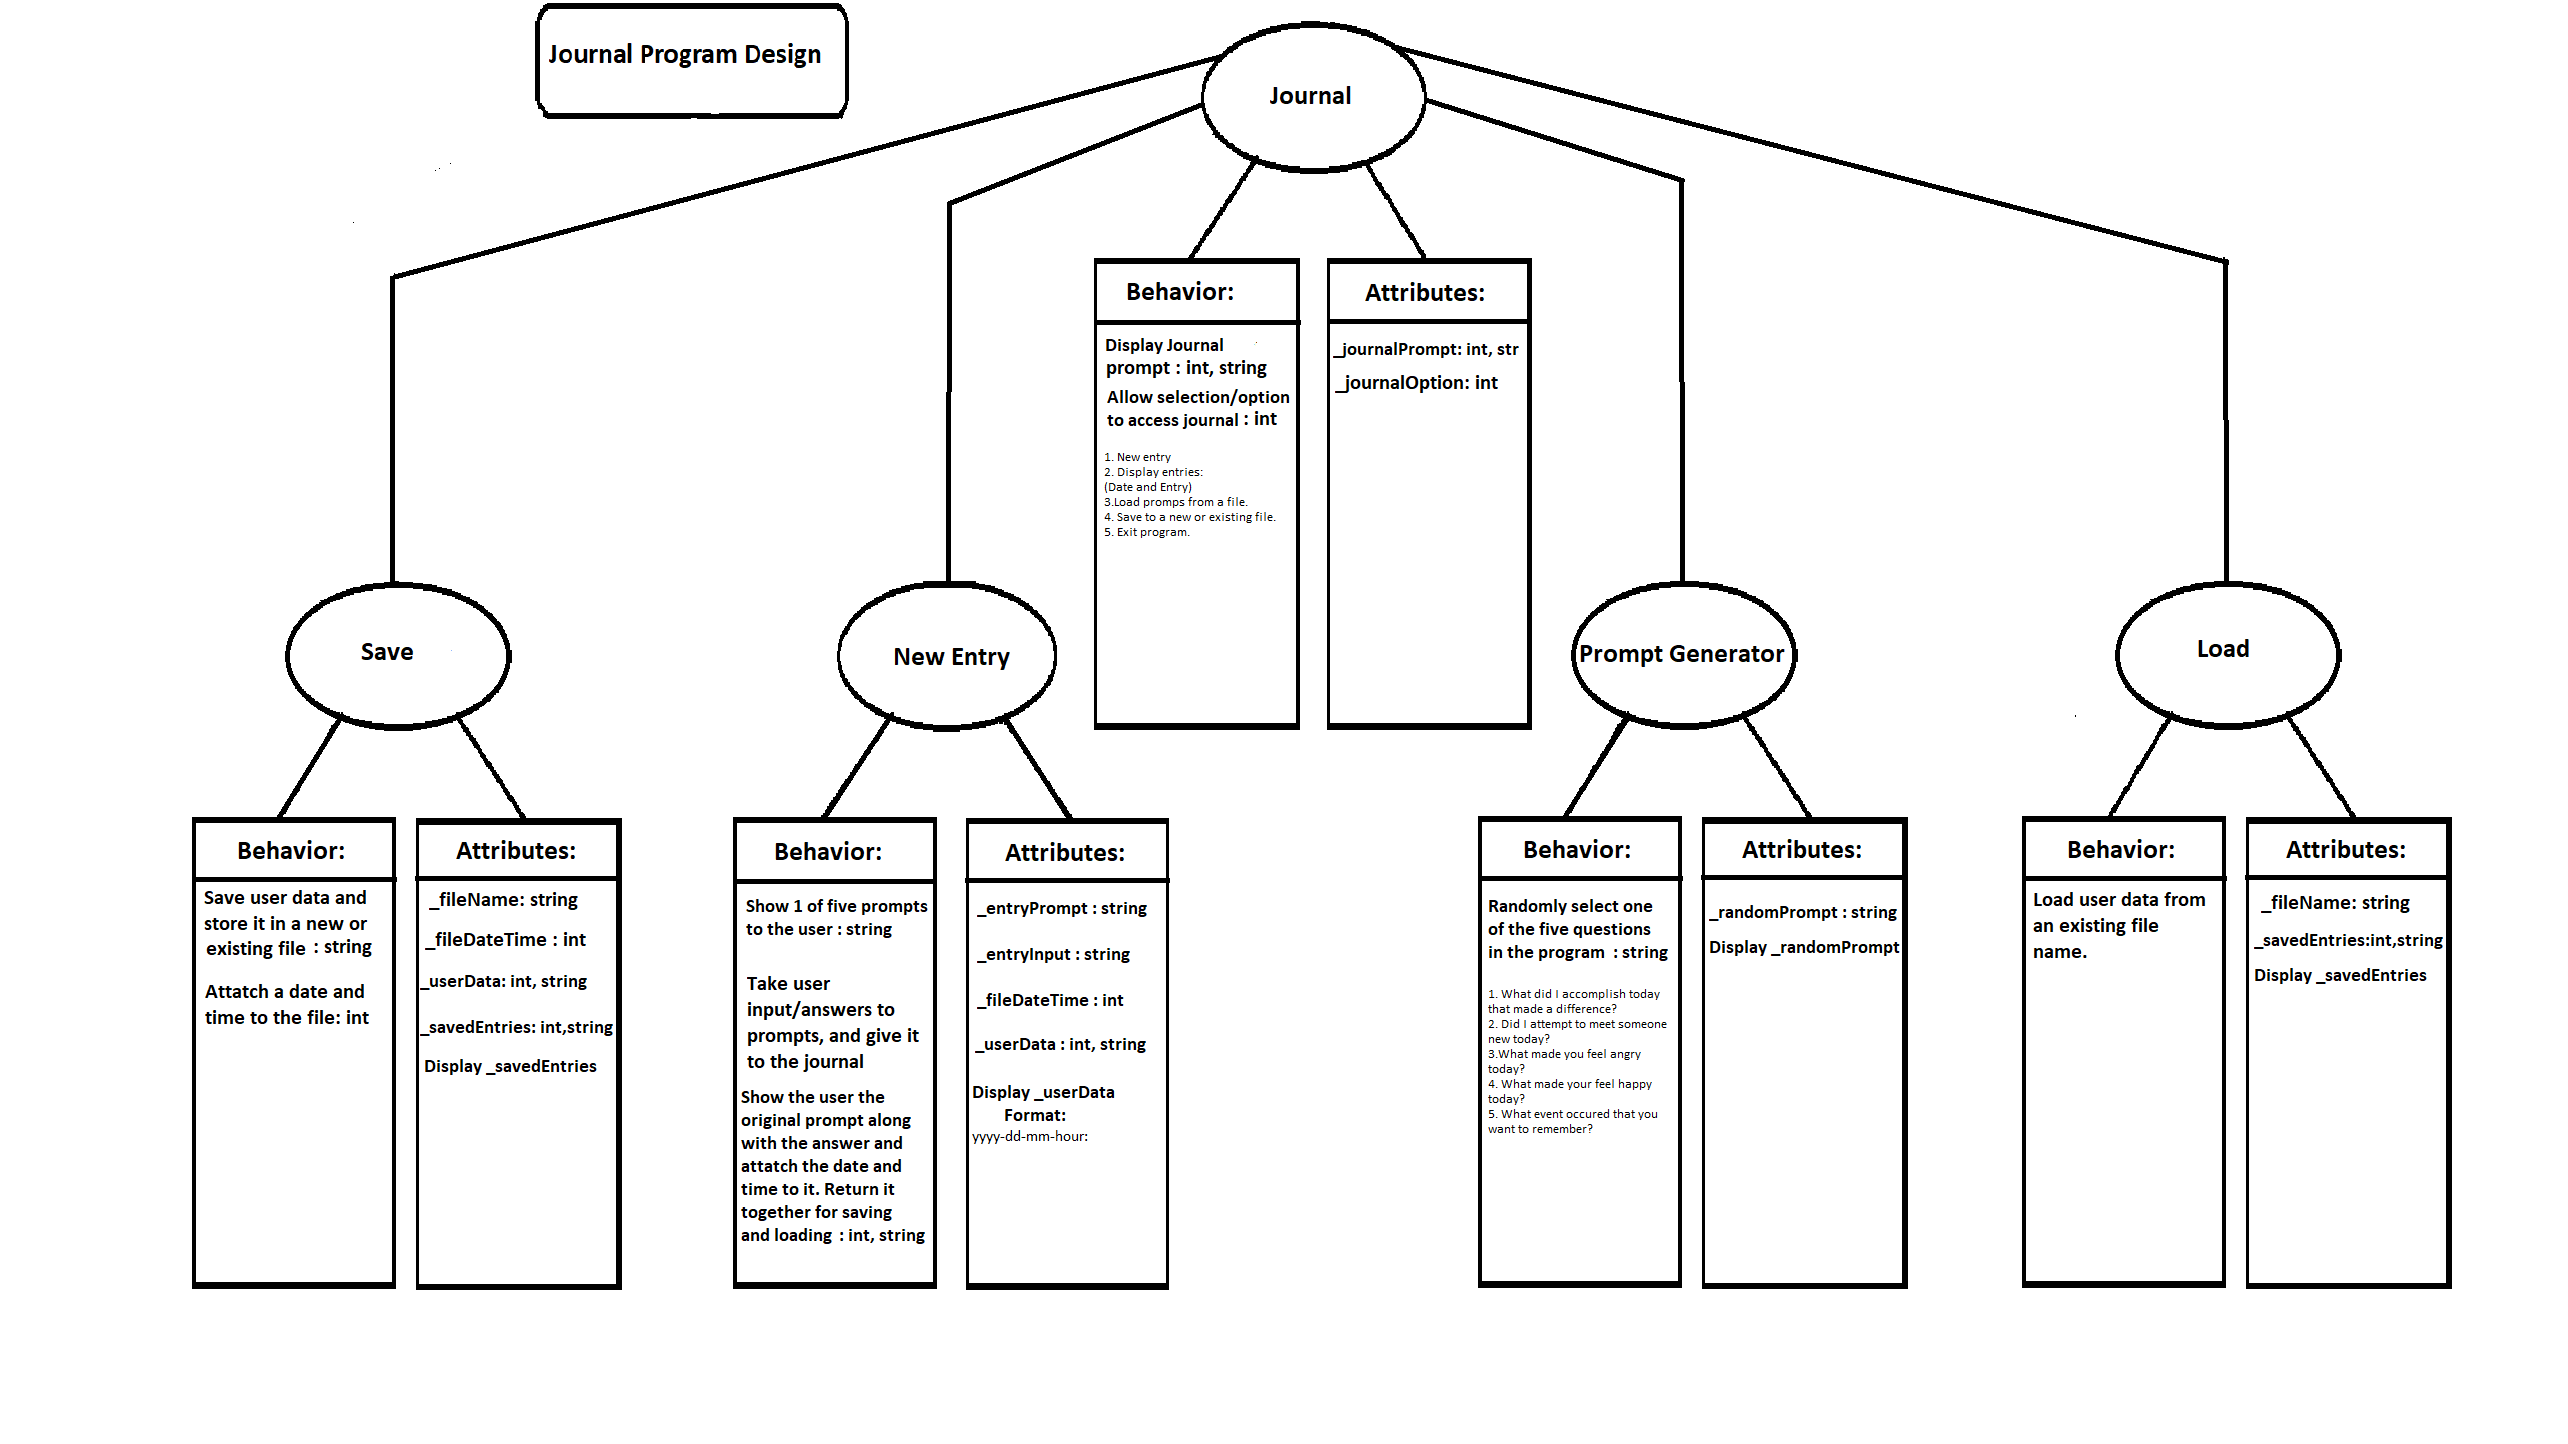 Journal Program Design
Journal
Behavior:
Display Journal
prompt : int, string
Allow selection/option
to access journal : int
1. New entry
2. Display entries:
(Date and Entry)
3.Load promps from a file.
4. Save to a new or existing file.
5. Exit program.
Attributes:
_journalPrompt: int, str
_journalOption: int
Save
Behavior:
Save user data and
store it in a new or
existing file : string
Attatch a date and
time to the file: int
Attributes:
_fileName: string
_fileDateTime : int
_userData: int, string
_savedEntries: int,string
Display _savedEntries
New Entry
Behavior:
Show 1 of five prompts
to the user : string
Take user
input/answers to
prompts, and give it
to the journal
Show the user the
original prompt along
with the answer and
attatch the date and
time to it. Return it
together for saving
and loading : int, string
Attributes:
_entryPrompt : string
_entryInput : string
_fileDateTime : int
_userData : int, string
Display _userData
Format:
yyyy-dd-mm-hour:
Prompt Generator
Behavior:
Randomly select one
of the five questions
in the program : string
1. What did I accomplish today
that made a difference?
2. Did I attempt to meet someone
new today?
3.What made you feel angry
today?
4. What made your feel happy
today?
5. What event occured that you
want to remember?
Attributes:
_randomPrompt : string
Display _randomPrompt
Load
Behavior:
Load user data from
an existing file
name.
Attributes:
_fileName: string
_savedEntries:int,string
Display _savedEntries